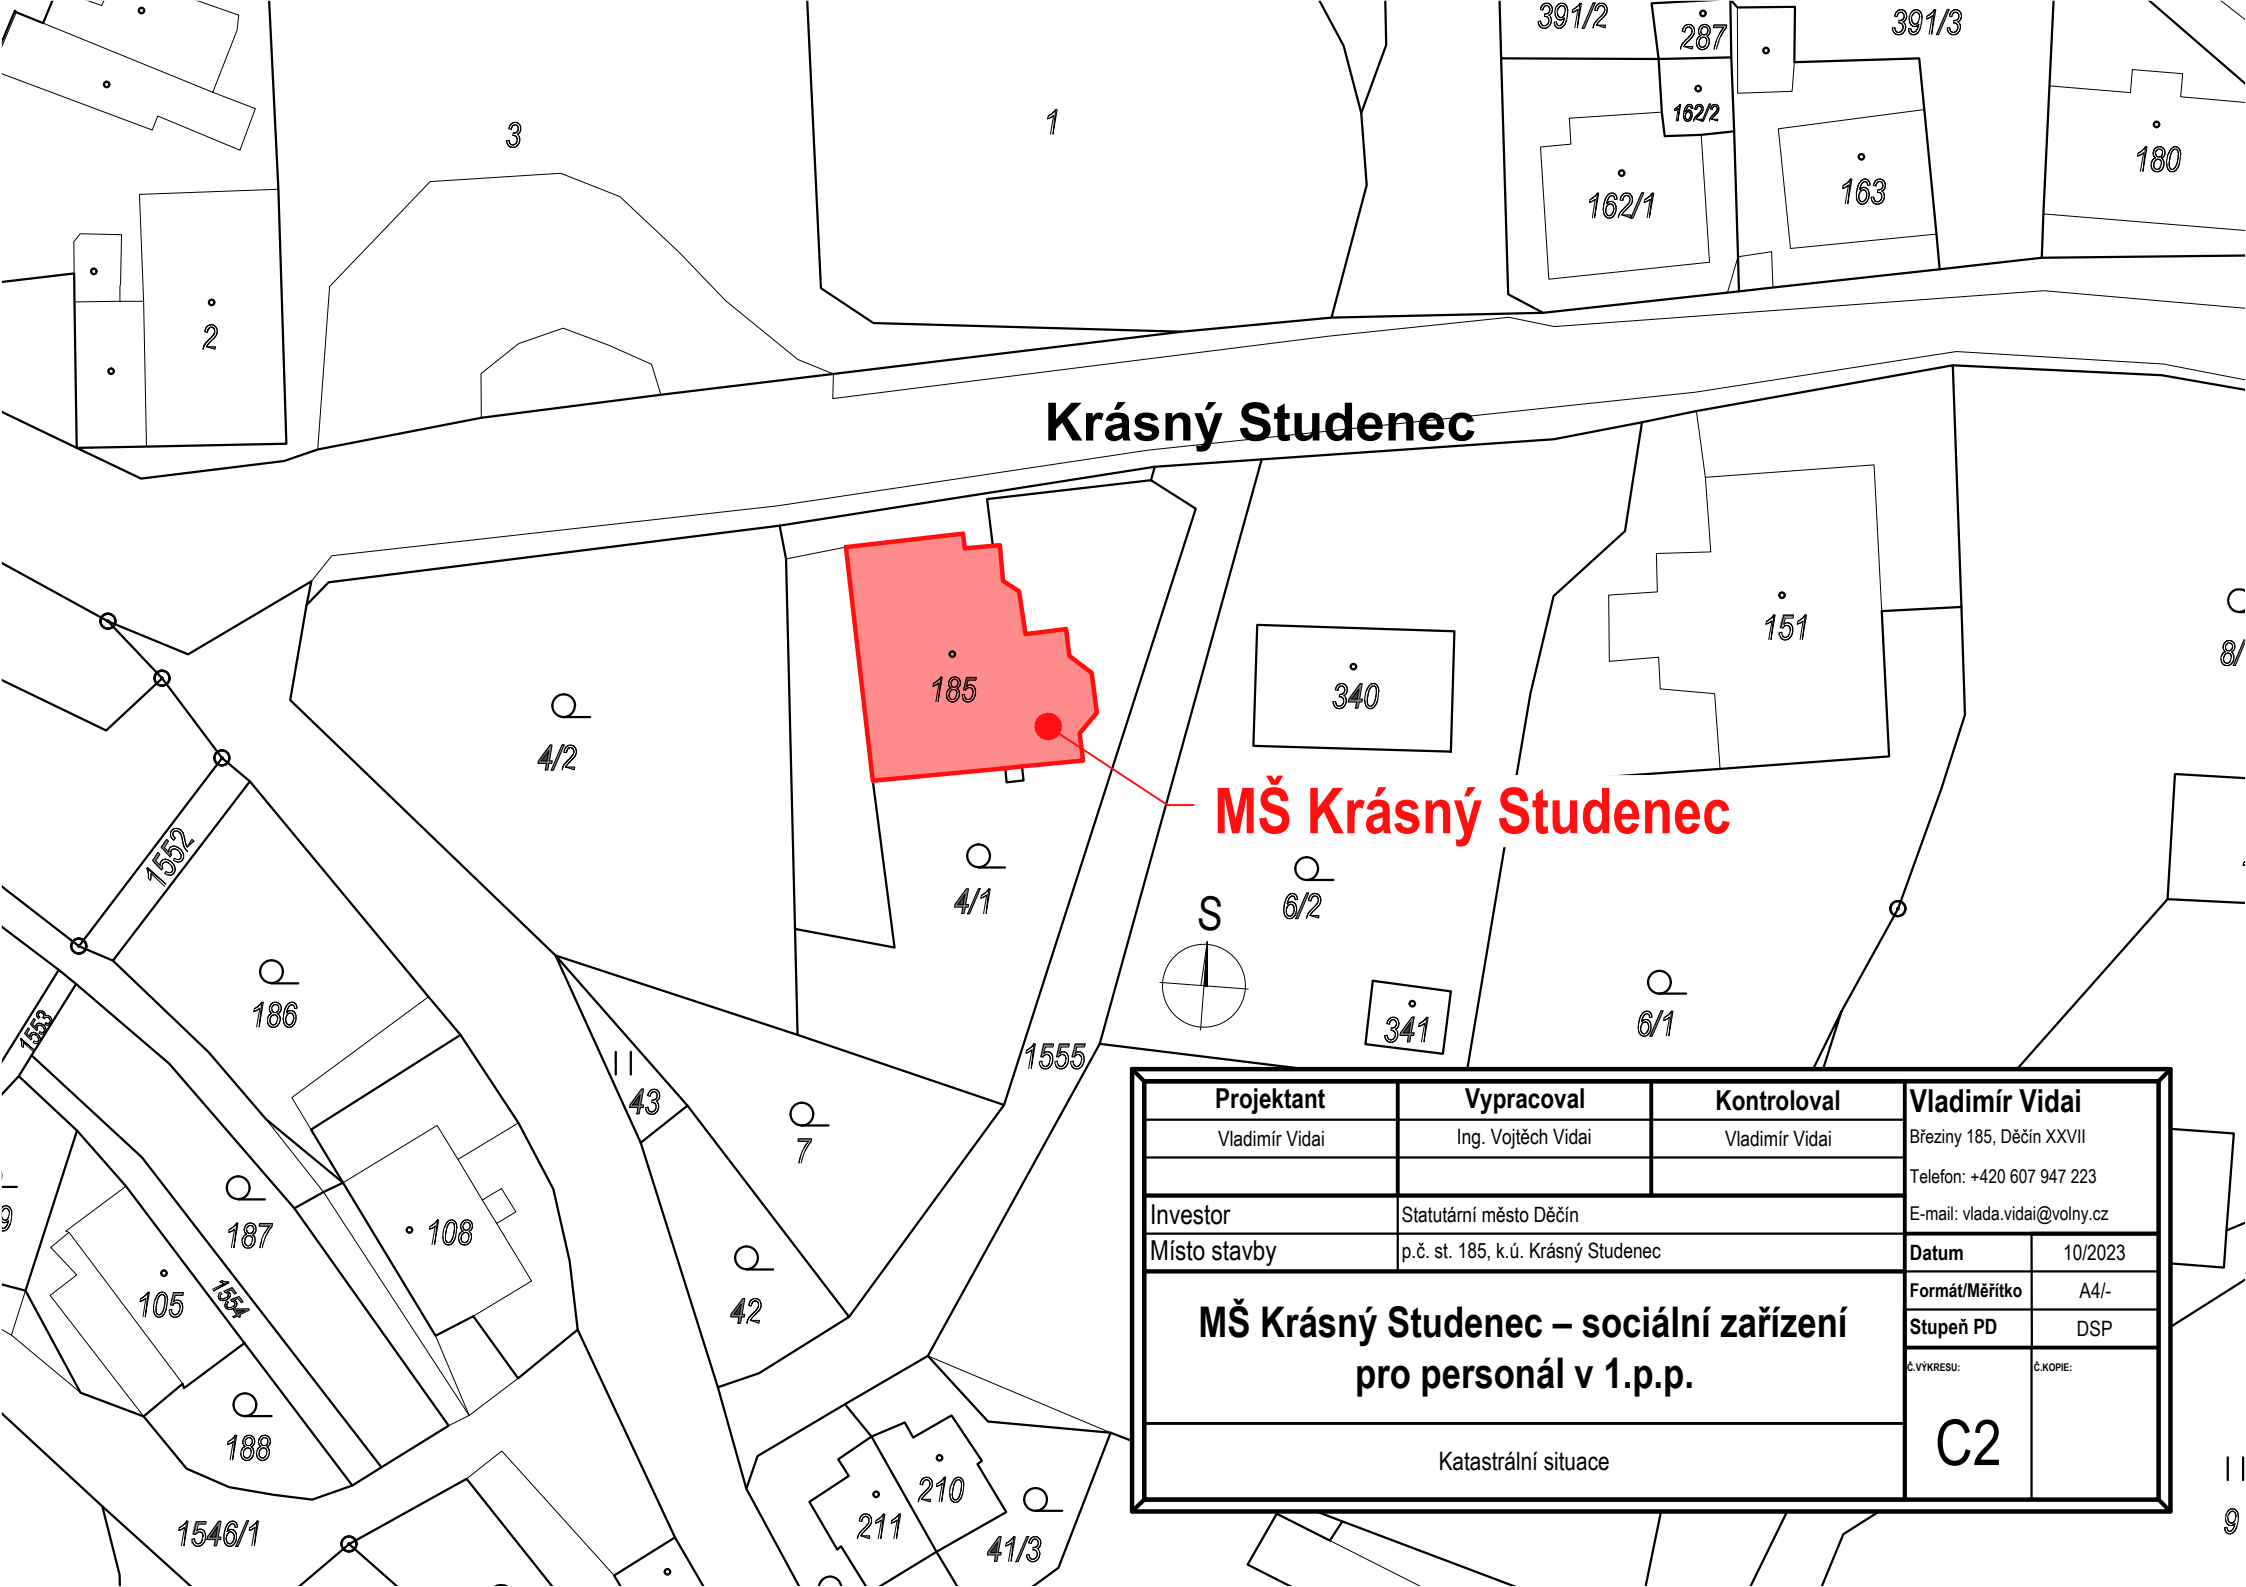 391/2
287
391/3
3
1
162/2
162/1
163
180
2
Krásný Studenec
185
340
151
8/
4/2
MŠ Krásný Studenec
1552
4/1
6/2
S
186
1553
341
6/1
1555
43
7
187
108
9
105
1554
42
188
210
211
41/3
1546/1
9
Projektant
Vypracoval
Kontroloval
Vladimír Vidai
Vladimír Vidai
Ing. Vojtěch Vidai
Vladimír Vidai
Březiny 185, Děčín XXVII
Telefon: +420 607 947 223
E-mail: vlada.vidai@volny.cz
Investor
Statutární město Děčín
Místo stavby
p.č. st. 185, k.ú. Krásný Studenec
Datum
10/2023
Formát/Měřítko
A4/-
Stupeň PD
DSP
MŠ Krásný Studenec – sociální zařízení
pro personál v 1.p.p.
Č.VÝKRESU:
Č.KOPIE:
C2
Katastrální situace